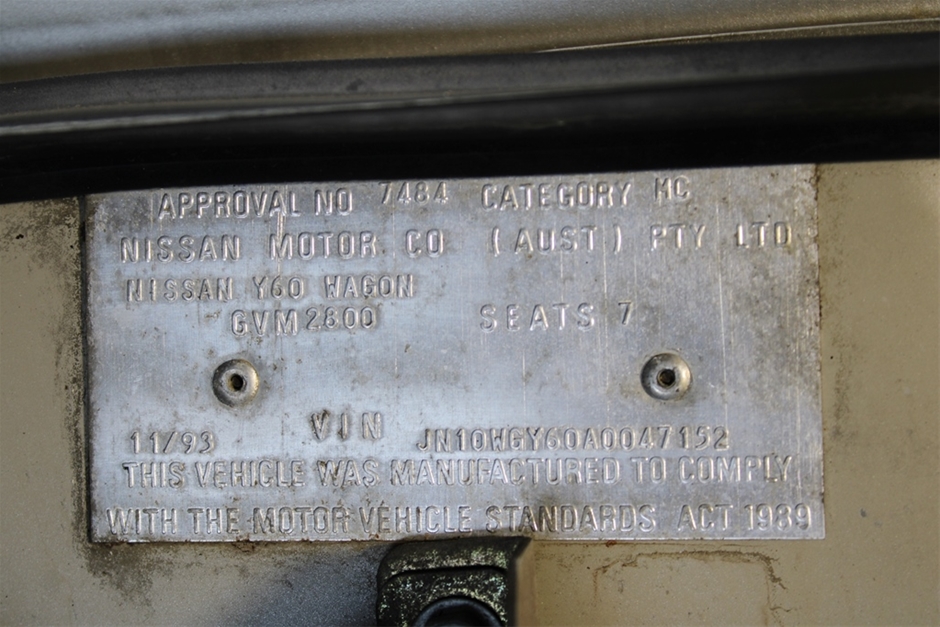 APPROVAL NO 7484 CATEGORY MC
NISSAN MOTOR CO (AUST) PTY LTD
NISSAN Y60 WAGON
GVM 2800 SEATS 7
VIN
11/93 JN10WGY60A0047152
THIS VEHICLE WAS MANUFACTURED TO COMPLY
WITH THE MOTOR VEHICLE STANDARDS ACT 1989